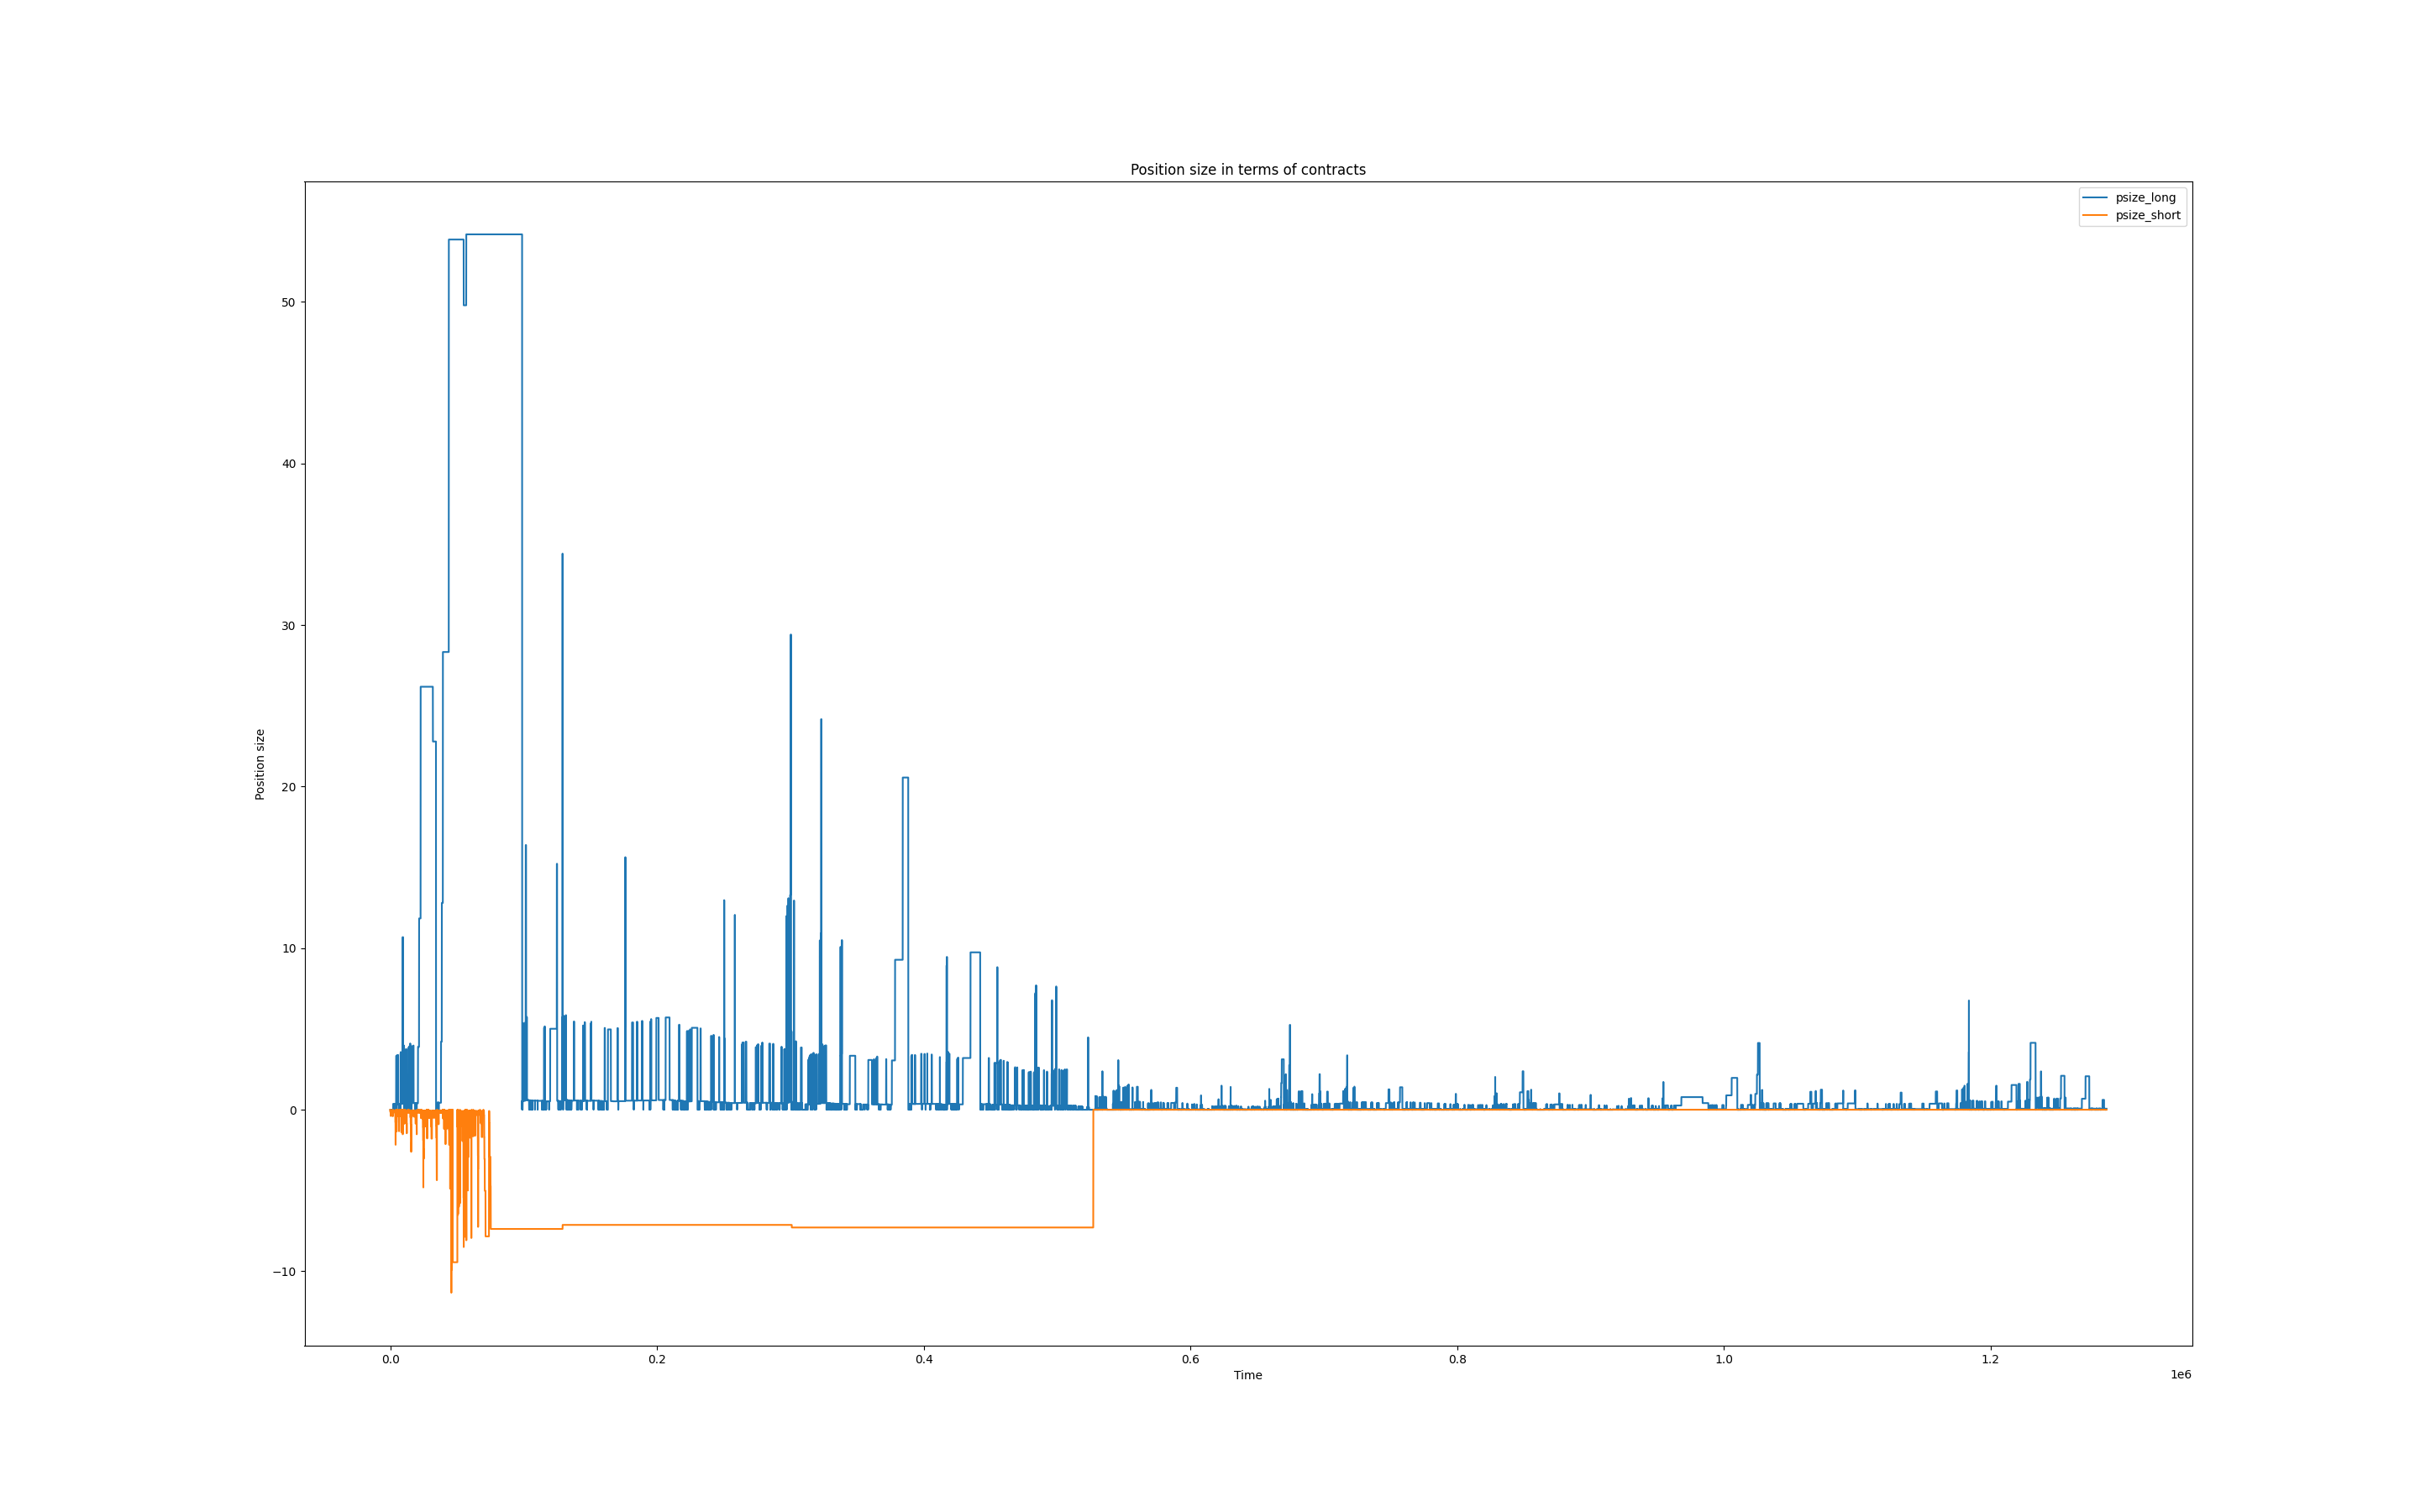 Position size in terms of contracts
psize_long
psize_short
Position size
50
40
30
20
10
0
−10
0.0 0.2 0.4 0.6 0.8 1.0 1.2
Time
1e6